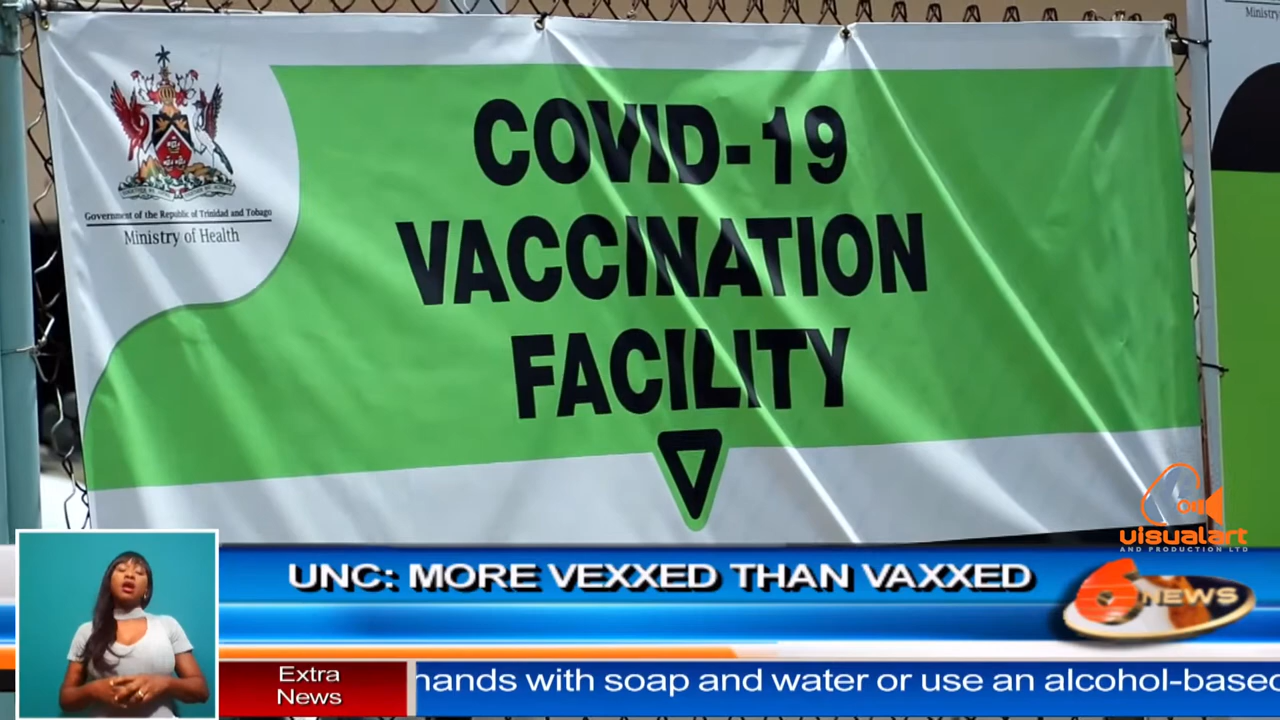 Government of the Republic of Trinidad and Tobago
Ministry of Health
COVID-19
VACCINATION
FACILITY
Ministry
visualart
AND PRODUCTION LTD
UNC: MORE VEXXED THAN VAXXED
6 NEWS
Extra
News
hands with soap and water or use an alcohol-based